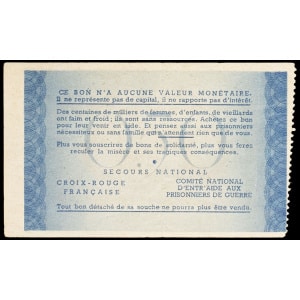 CE BON N'A AUCUNE VALEUR MONÉTAIRE.
Il ne représente pas de capital, il ne rapporte pas d'intérêt.
Des centaines de milliers de femmes, d'enfants, de vieillards
ont faim et froid ; ils sont sans ressources. Achetez ce bon
pour leur venir en aide. Et pensez aussi aux prisonniers
nécessiteux ou sans famille qui attendent rien que de vous.
Plus vous souscrirez de bons de solidarité, plus vous ferez
reculer la misère et ses tragiques conséquences.
SECOURS NATIONAL
CROIX-ROUGE FRANÇAISE
COMITÉ NATIONAL D'ENTR'AIDE AUX PRISONNIERS DE GUERRE
Tout bon détaché de sa souche ne pourra plus être vendu.